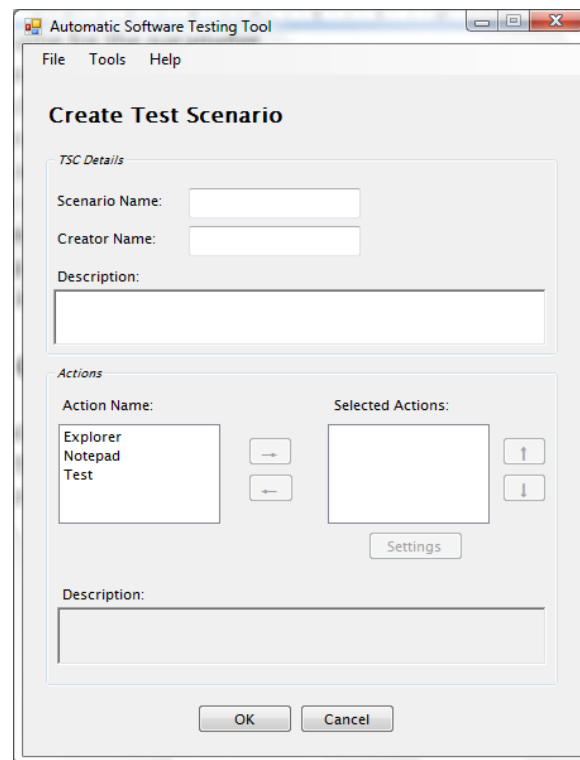 Automatic Software Testing Tool
File Tools Help
Create Test Scenario
TSC Details
Scenario Name:
Creator Name:
Description:
Actions
Action Name:
Selected Actions:
Explorer
Notepad
Test
→
←
↑
↓
Settings
Description:
OK Cancel